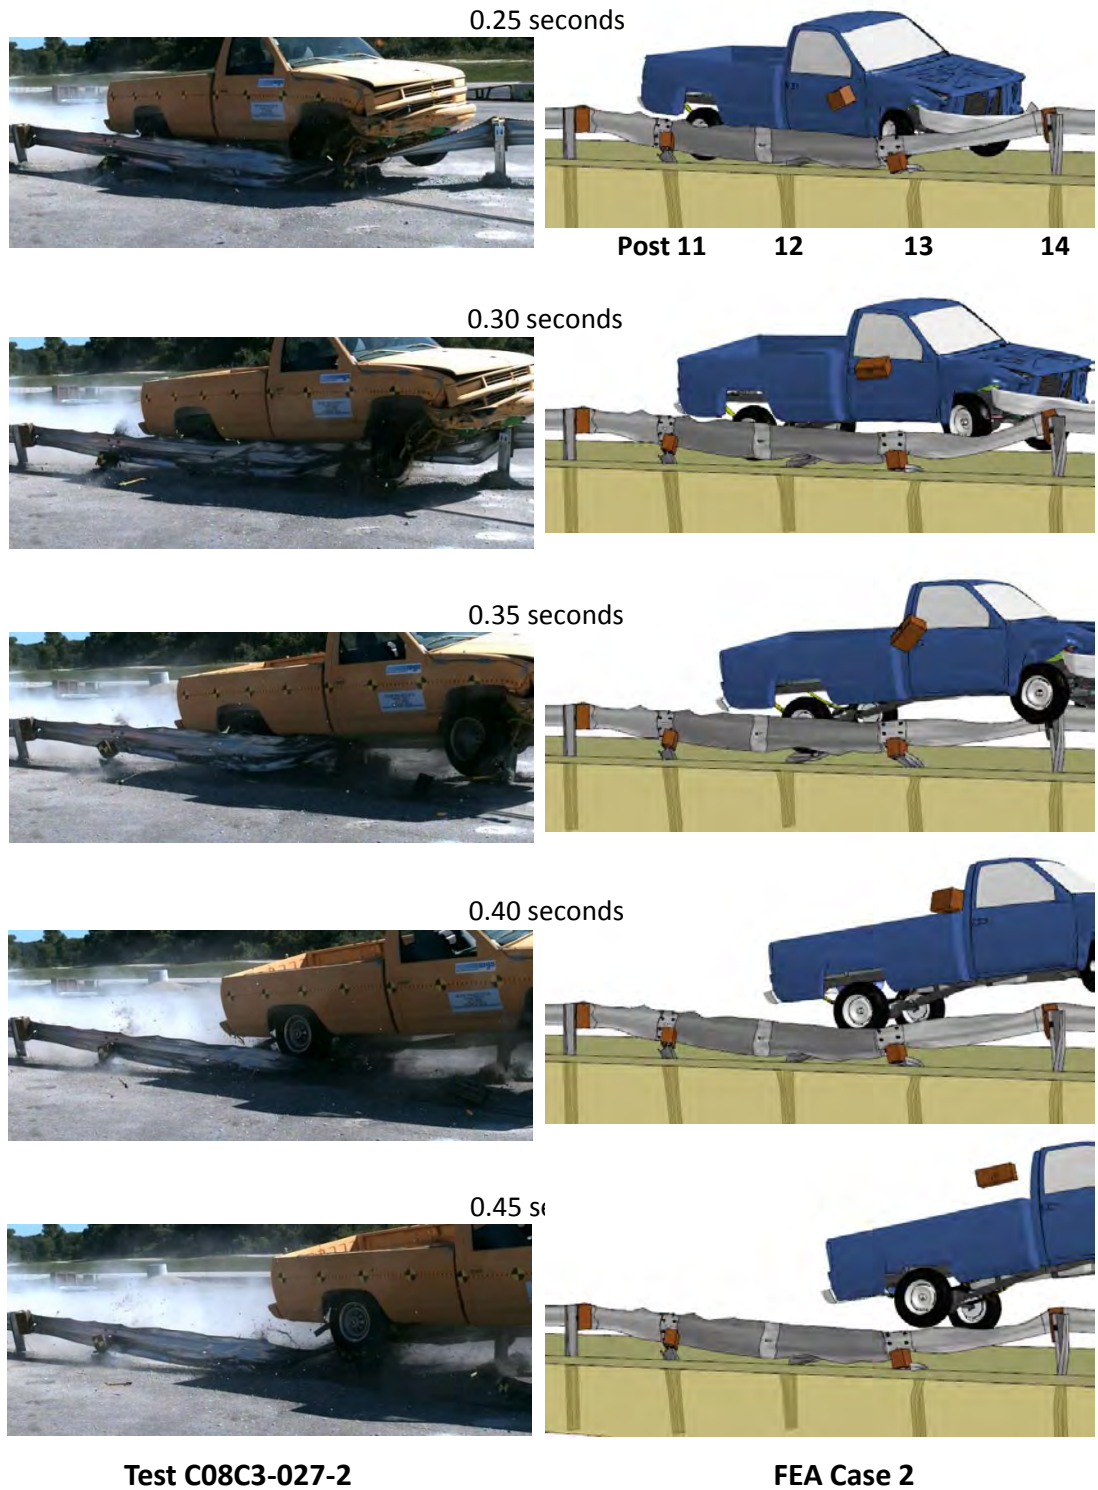 0.25 seconds
Post 11 12 13 14
0.30 seconds
0.35 seconds
0.40 seconds
0.45 s
Test C08C3-027-2 FEA Case 2